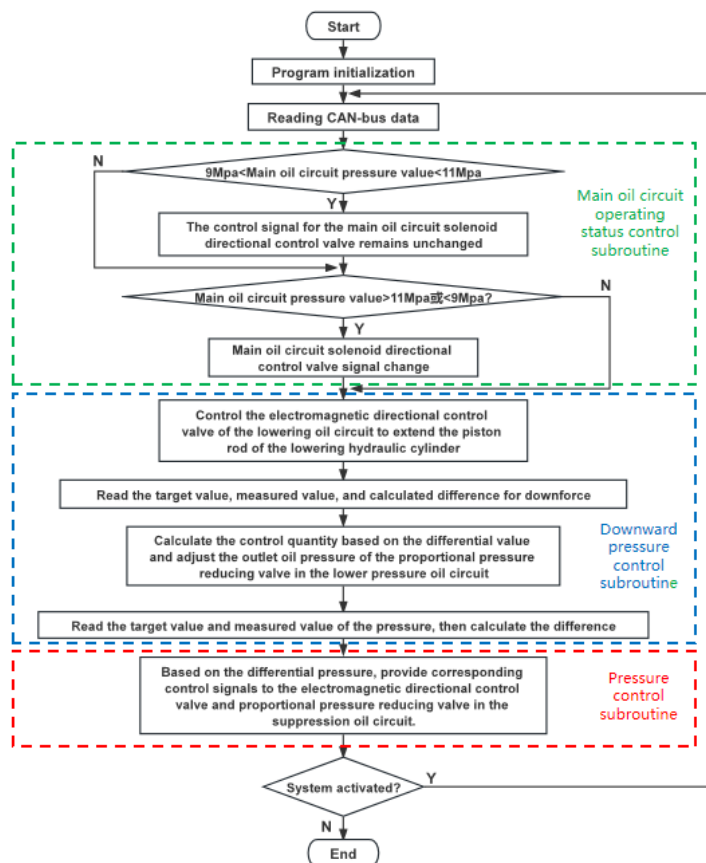 Start
Program initialization
Reading CAN-bus data
N
9Mpa<Main oil circuit pressure value<11Mpa
Y
The control signal for the main oil circuit solenoid
directional control valve remains unchanged
Main oil circuit
operating
status control
subroutine
Main oil circuit pressure value>11Mpa或<9Mpa?
N
Y
Main oil circuit solenoid directional
control valve signal change
Control the electromagnetic directional control
valve of the lowering oil circuit to extend the piston
rod of the lowering hydraulic cylinder
Read the target value, measured value, and calculated difference for downforce
Calculate the control quantity based on the differential value
and adjust the outlet oil pressure of the proportional pressure
reducing valve in the lower pressure oil circuit
Downward
pressure
control
subroutine
Read the target value and measured value of the pressure, then calculate the difference
Based on the differential pressure, provide corresponding
control signals to the electromagnetic directional control
valve and proportional pressure reducing valve in the
suppression oil circuit.
Pressure
control
subroutine
System activated?
Y
N
End